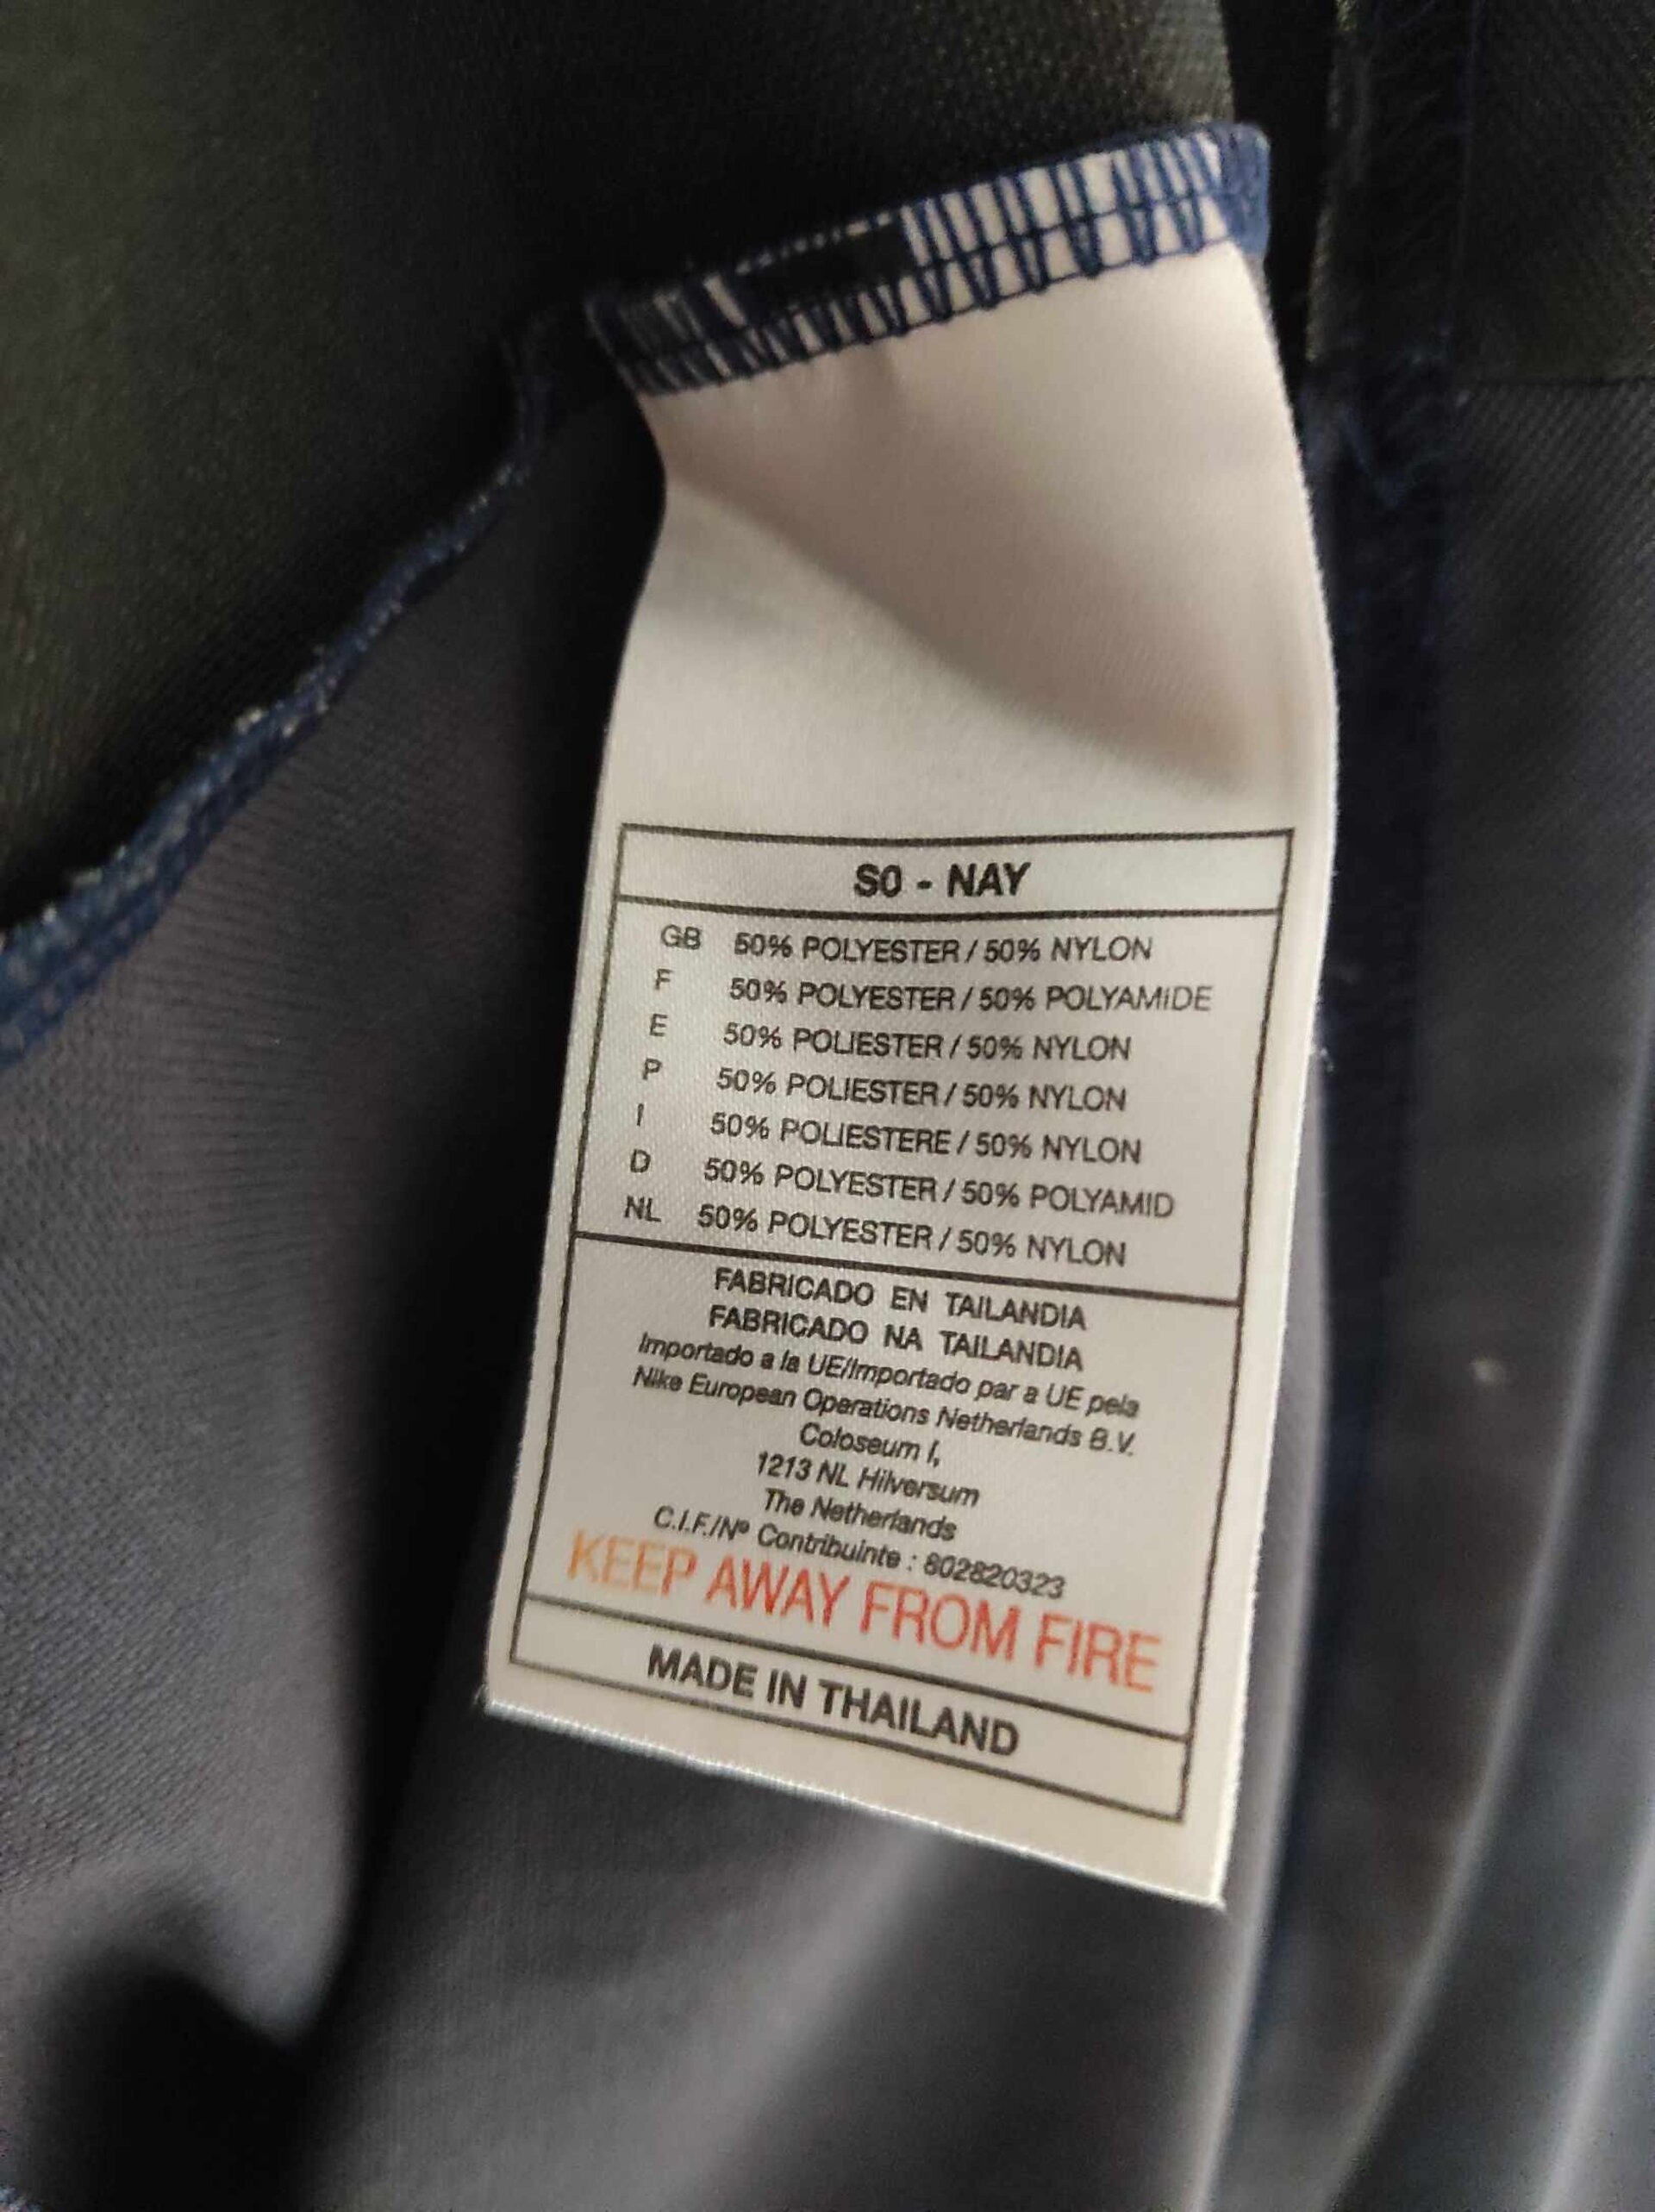 S0 - NAY
GB 50% POLYESTER / 50% NYLON
F 50% POLYESTER / 50% POLYAMIDE
E 50% POLIESTER / 50% NYLON
P 50% POLIESTER / 50% NYLON
I 50% POLIESTERE / 50% NYLON
D 50% POLYESTER / 50% POLYAMID
NL 50% POLYESTER / 50% NYLON
FABRICADO EN TAILANDIA
FABRICADO NA TAILANDIA
Importado a la UE/Importado par a UE pela
Nike European Operations Netherlands B.V.
Coloseum I,
1213 NL Hilversum
The Netherlands
C.I.F./Nº Contribuinte : 802820323
KEEP AWAY FROM FIRE
MADE IN THAILAND